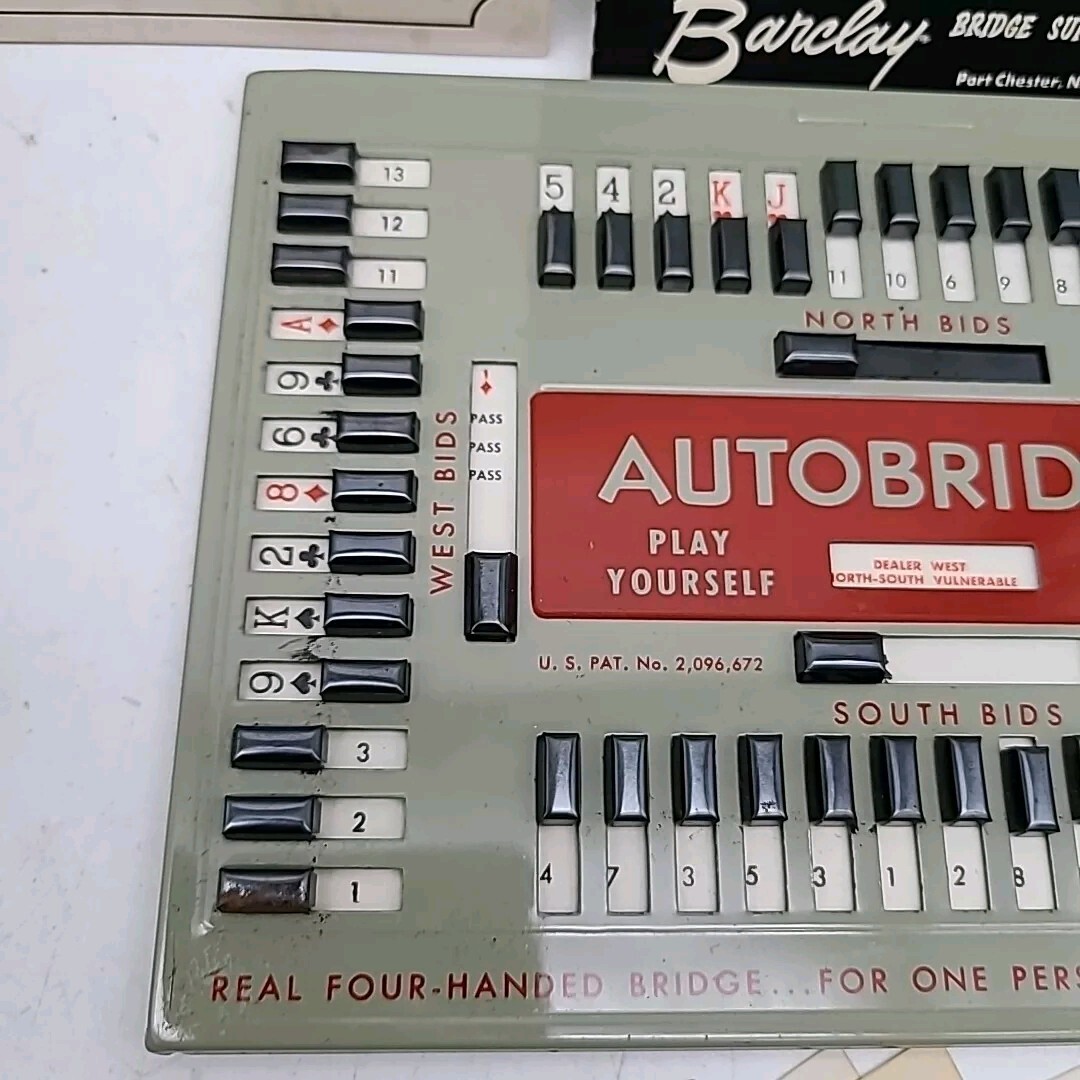 Barclay BRIDGE
Port Chester, N
13
12
11
A♦
9♣
6♣
8♦
2♣
K♠
9♠
3
2
1
5 4 2 K J
11 10 6 9 8
NORTH BIDS
WEST BIDS
1♦
PASS
PASS
PASS
AUTOBRID
PLAY
YOURSELF
DEALER WEST
ORTH-SOUTH VULNERABLE
U. S. PAT. No. 2,096,672
SOUTH BIDS
4 7 3 5 3 1 2 8
REAL FOUR-HANDED BRIDGE...FOR ONE PERS